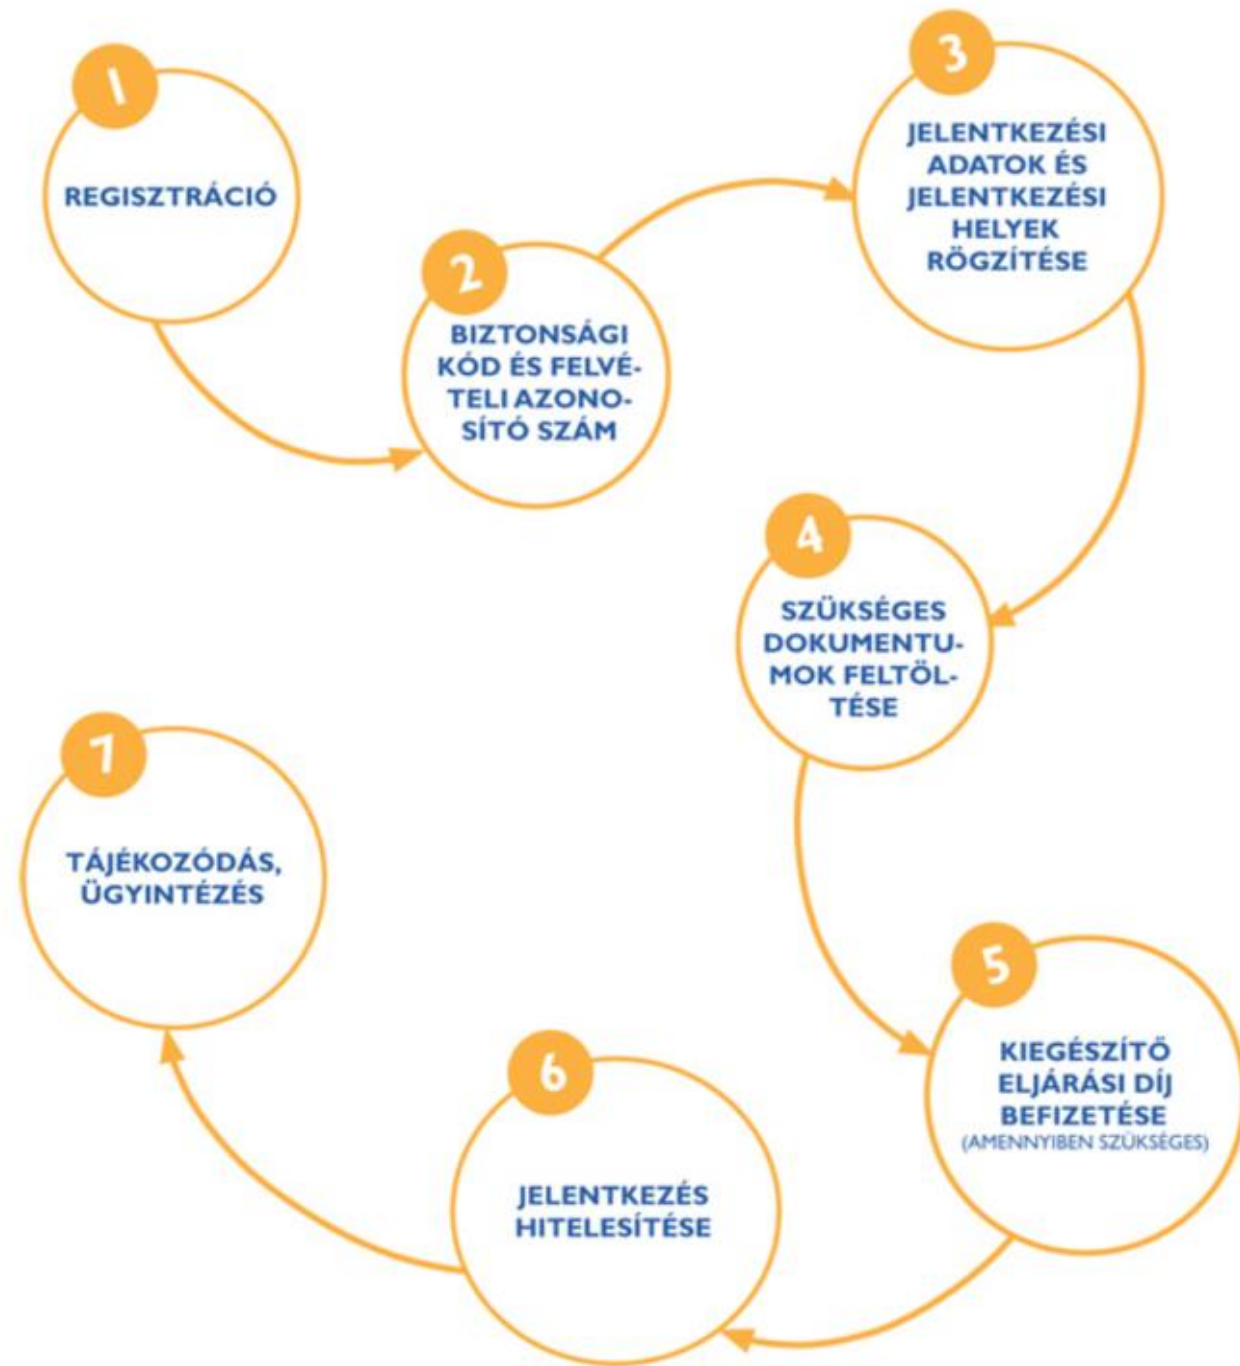 1
REGISZTRÁCIÓ
2
BIZTONSÁGI
KÓD ÉS FELVÉ-
TELI AZONO-
SÍTÓ SZÁM
3
JELENTKEZÉSI
ADATOK ÉS
JELENTKEZÉSI
HELYEK
RÖGZÍTÉSE
4
SZÜKSÉGES
DOKUMENTU-
MOK FELTÖL-
TÉSE
5
KIEGÉSZÍTŐ
ELJÁRÁSI DÍJ
BEFIZETÉSE
(AMENNYIBEN SZÜKSÉGES)
6
JELENTKEZÉS
HITELESÍTÉSE
7
TÁJÉKOZÓDÁS,
ÜGYINTÉZÉS